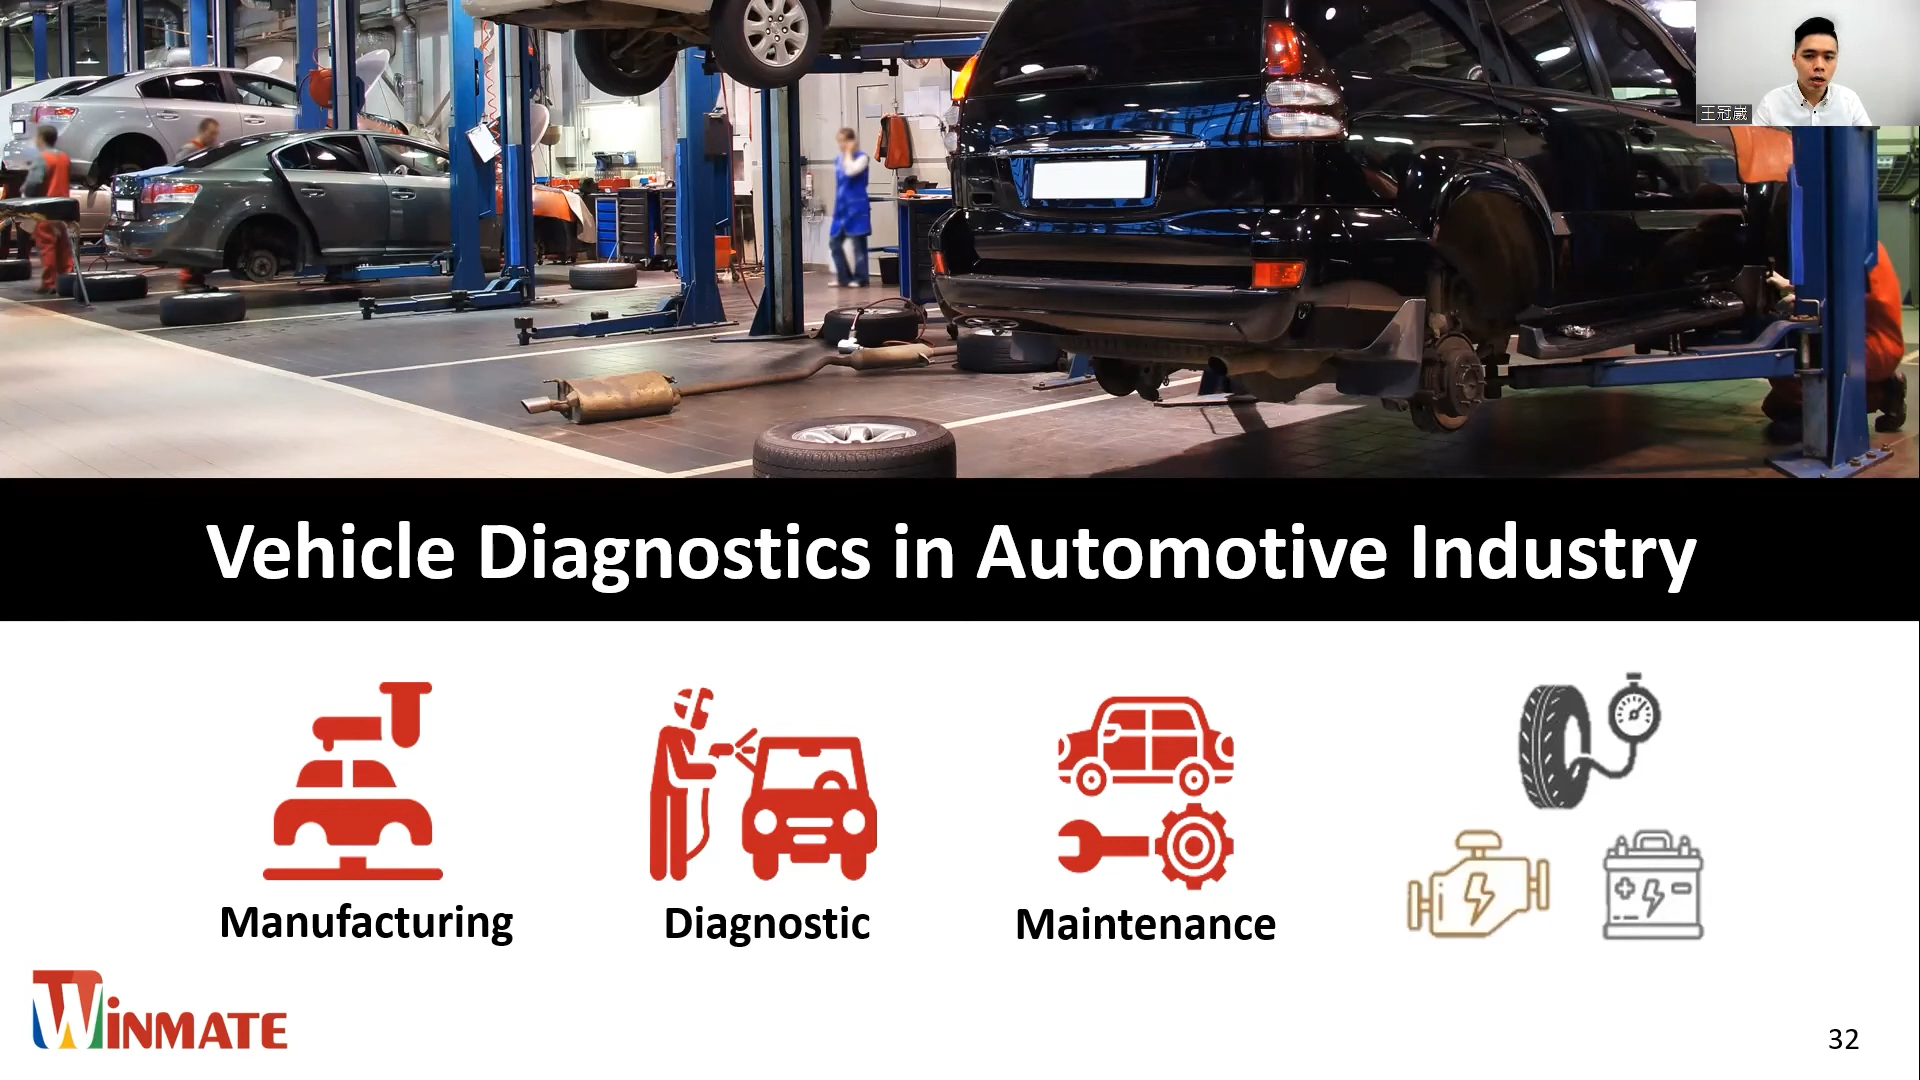 王冠崴
Vehicle Diagnostics in Automotive Industry
Manufacturing
Diagnostic
Maintenance
WINMATE
32